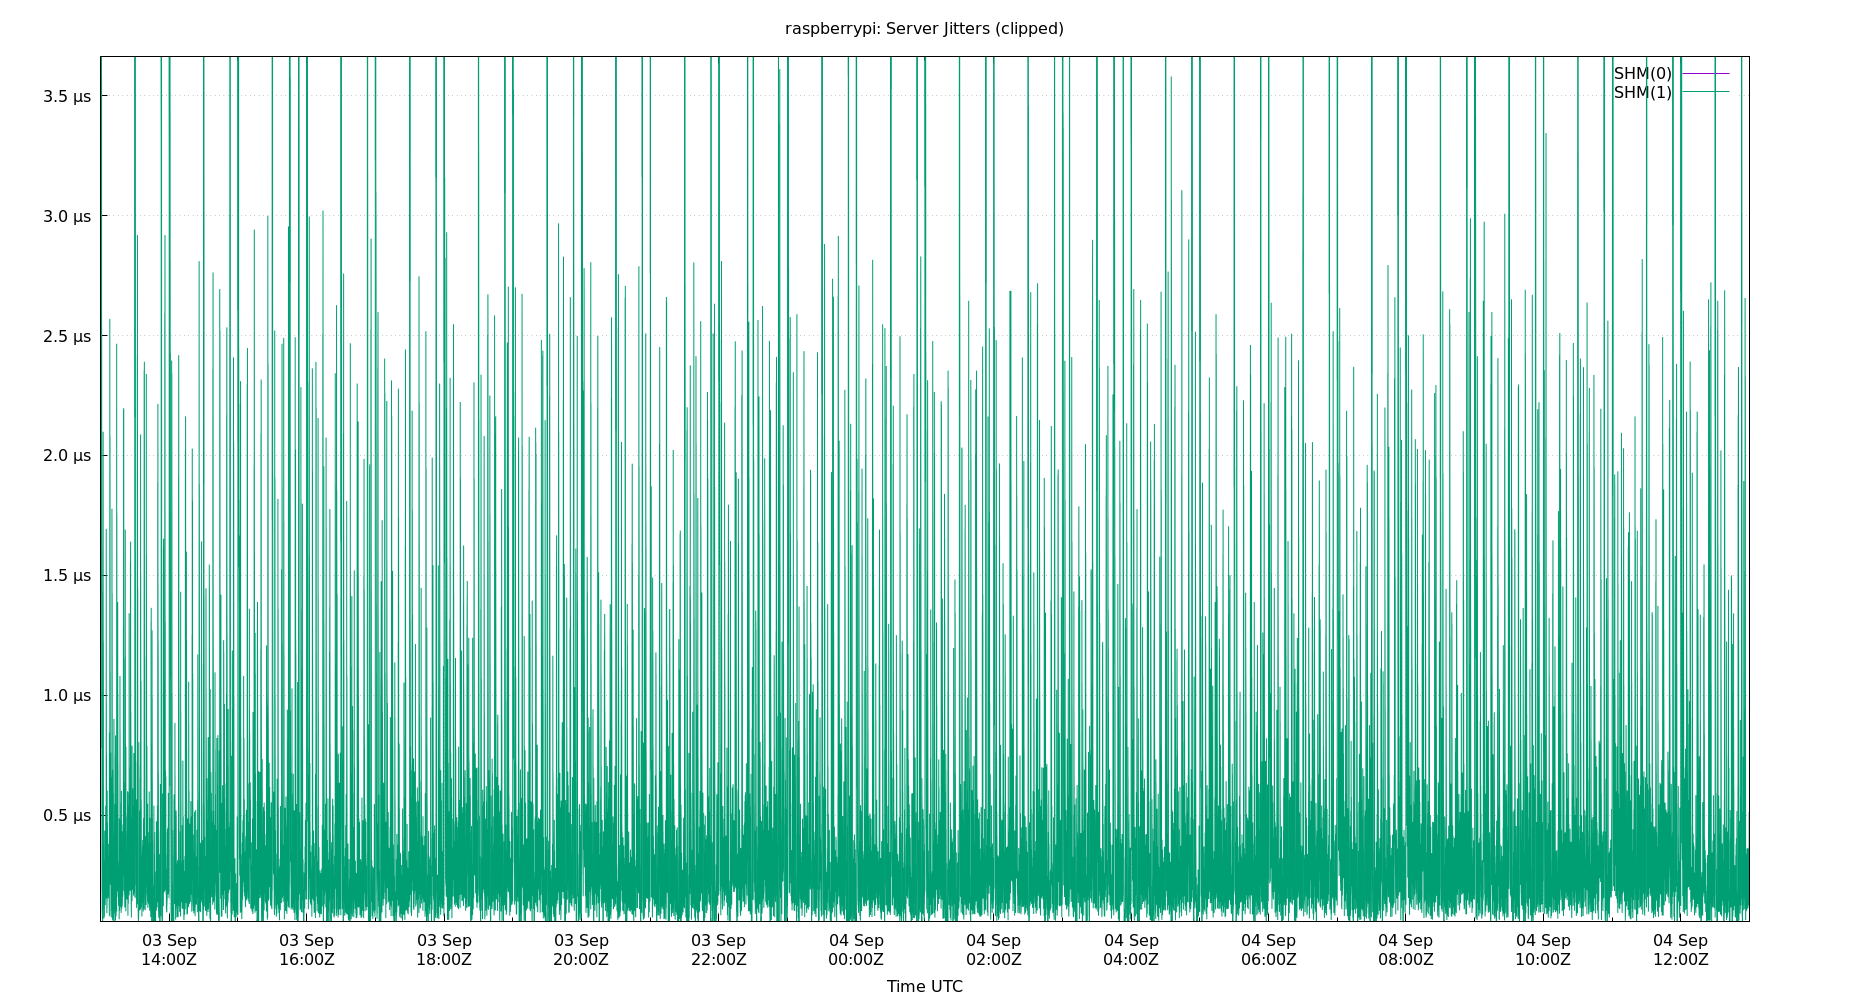 raspberrypi: Server Jitters (clipped)
SHM(0)
SHM(1)
3.5 µs
3.0 µs
2.5 µs
2.0 µs
1.5 µs
1.0 µs
0.5 µs
03 Sep 03 Sep 03 Sep 03 Sep 03 Sep 04 Sep 04 Sep 04 Sep 04 Sep 04 Sep 04 Sep 04 Sep
14:00Z 16:00Z 18:00Z 20:00Z 22:00Z 00:00Z 02:00Z 04:00Z 06:00Z 08:00Z 10:00Z 12:00Z
Time UTC